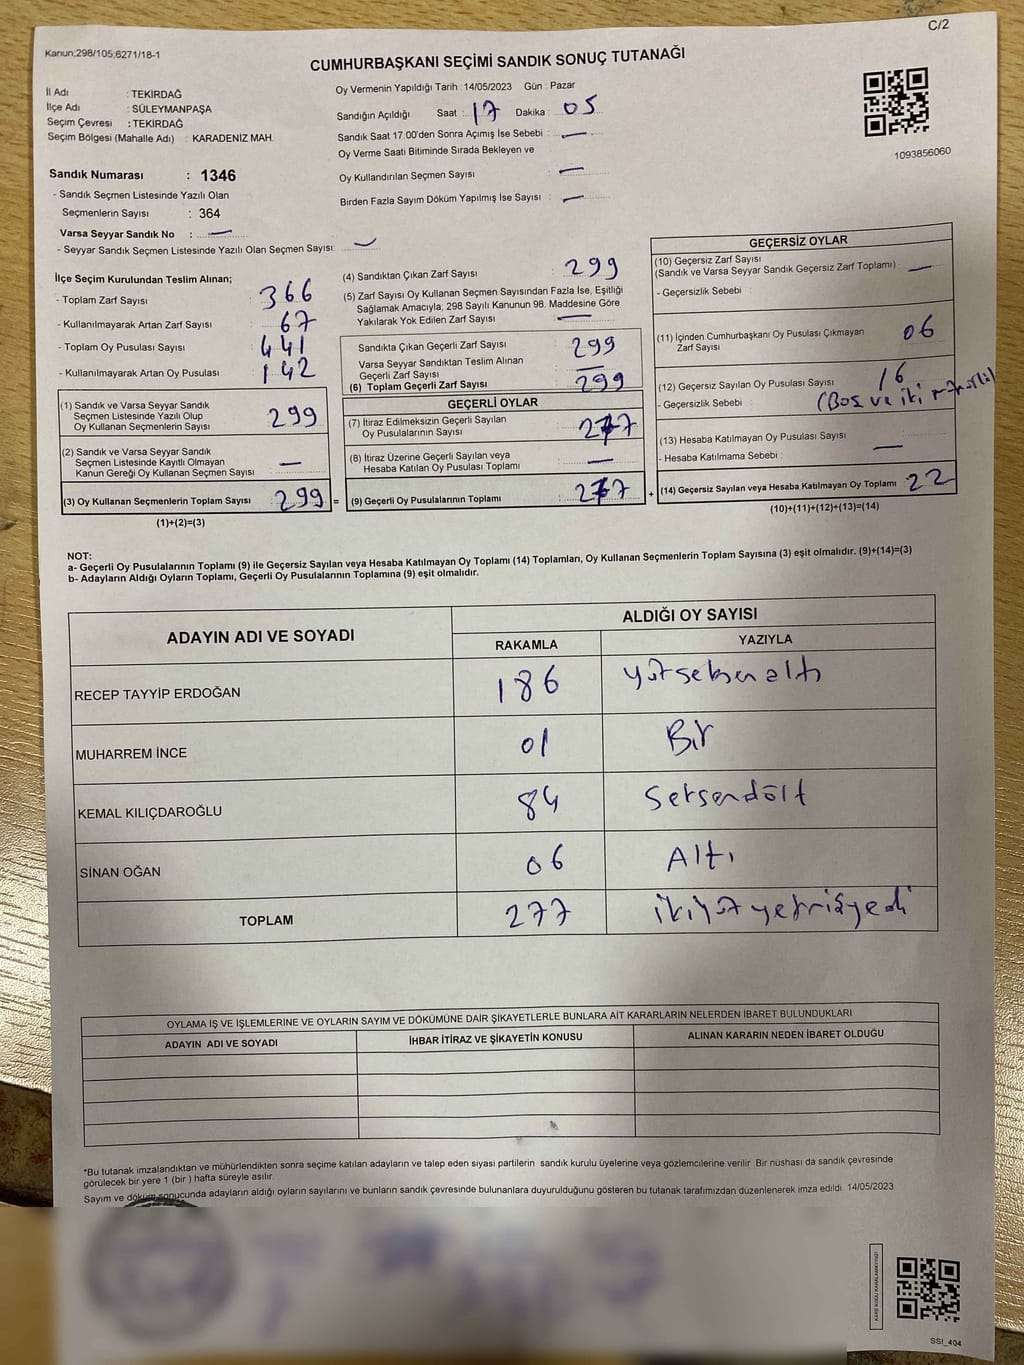 C/2
Kanun:298/105;6271/18-1
CUMHURBAŞKANI SEÇİMİ SANDIK SONUÇ TUTANAĞI
İl Adı : TEKİRDAĞ
İlçe Adı : SÜLEYMANPAŞA
Seçim Çevresi : TEKİRDAĞ
Seçim Bölgesi (Mahalle Adı) : KARADENİZ MAH.
Sandık Numarası : 1346
- Sandık Seçmen Listesinde Yazılı Olan
Seçmenlerin Sayısı : 364
Varsa Seyyar Sandık No : —
- Seyyar Sandık Seçmen Listesinde Yazılı Olan Seçmen Sayısı: —
Oy Vermenin Yapıldığı Tarih : 14/05/2023 Gün : Pazar
Sandığın Açıldığı Saat : 17 Dakika : 05
Sandık Saat 17:00'den Sonra Açımış İse Sebebi : —
Oy Verme Saati Bitiminde Sırada Bekleyen ve
Oy Kullandırılan Seçmen Sayısı : —
Birden Fazla Sayım Döküm Yapılmış İse Sayısı : —
1093856060
İlçe Seçim Kurulundan Teslim Alınan;
- Toplam Zarf Sayısı : 366
- Kullanılmayarak Artan Zarf Sayısı : 67
- Toplam Oy Pusulası Sayısı : 441
- Kullanılmayarak Artan Oy Pusulası : 142
(1) Sandık ve Varsa Seyyar Sandık
Seçmen Listesinde Yazılı Olup
Oy Kullanan Seçmenlerin Sayısı : 299
(2) Sandık ve Varsa Seyyar Sandık
Seçmen Listesinde Kayıtlı Olmayan
Kanun Gereği Oy Kullanan Seçmen Sayısı : —
(3) Oy Kullanan Seçmenlerin Toplam Sayısı : 299 =
(1)+(2)=(3)
(4) Sandıktan Çıkan Zarf Sayısı : 299
(5) Zarf Sayısı Oy Kullanan Seçmen Sayısından Fazla İse, Eşitliği
Sağlamak Amacıyla, 298 Sayılı Kanunun 98. Maddesine Göre
Yakılarak Yok Edilen Zarf Sayısı : —
Sandıkta Çıkan Geçerli Zarf Sayısı : 299
Varsa Seyyar Sandıktan Teslim Alınan
Geçerli Zarf Sayısı : —
(6) Toplam Geçerli Zarf Sayısı : 299
GEÇERLİ OYLAR
(7) İtiraz Edilmeksizin Geçerli Sayılan
Oy Pusulalarının Sayısı : 277
(8) İtiraz Üzerine Geçerli Sayılan veya
Hesaba Katılan Oy Pusulası Toplamı : —
(9) Geçerli Oy Pusulalarının Toplamı : 277 +
GEÇERSİZ OYLAR
(10) Geçersiz Zarf Sayısı
(Sandık ve Varsa Seyyar Sandık Geçersiz Zarf Toplamı) : —
- Geçersizlik Sebebi :
(11) İçinden Cumhurbaşkanı Oy Pusulası Çıkmayan
Zarf Sayısı : 06
(12) Geçersiz Sayılan Oy Pusulası Sayısı : 16
- Geçersizlik Sebebi : (Boş ve iki mühürlü)
(13) Hesaba Katılmayan Oy Pusulası Sayısı : —
- Hesaba Katılmama Sebebi :
(14) Geçersiz Sayılan veya Hesaba Katılmayan Oy Toplamı : 22
(10)+(11)+(12)+(13)=(14)
NOT:
a- Geçerli Oy Pusulalarının Toplamı (9) ile Geçersiz Sayılan veya Hesaba Katılmayan Oy Toplamı (14) Toplamları, Oy Kullanan Seçmenlerin Toplam Sayısına (3) eşit olmalıdır. (9)+(14)=(3)
b- Adayların Aldığı Oyların Toplamı, Geçerli Oy Pusulalarının Toplamına (9) eşit olmalıdır.
ADAYIN ADI VE SOYADI ALDIĞI OY SAYISI
RAKAMLA YAZIYLA
RECEP TAYYİP ERDOĞAN 186 yüzseksenaltı
MUHARREM İNCE 01 Bir
KEMAL KILIÇDAROĞLU 84 Seksendört
SİNAN OĞAN 06 Altı
TOPLAM 277 ikiyüzyetmişyedi
OYLAMA İŞ VE İŞLEMLERİNE VE OYLARIN SAYIM VE DÖKÜMÜNE DAİR ŞİKAYETLERLE BUNLARA AİT KARARLARIN NELERDEN İBARET BULUNDUKLARI
ADAYIN ADI VE SOYADI İHBAR İTİRAZ VE ŞİKAYETİN KONUSU ALINAN KARARIN NEDEN İBARET OLDUĞU
*Bu tutanak imzalandıktan ve mühürlendikten sonra seçime katılan adayların ve talep eden siyasi partilerin sandık kurulu üyelerine veya gözlemcilerine verilir. Bir nüshası da sandık çevresinde
görülecek bir yere 1 (bir ) hafta süreyle asılır.
Sayım ve döküm sonucunda adayların aldığı oyların sayılarını ve bunların sandık çevresinde bulunanlara duyurulduğunu gösteren bu tutanak tarafımızdan düzenlenerek imza edildi. 14/05/2023
SSI_404